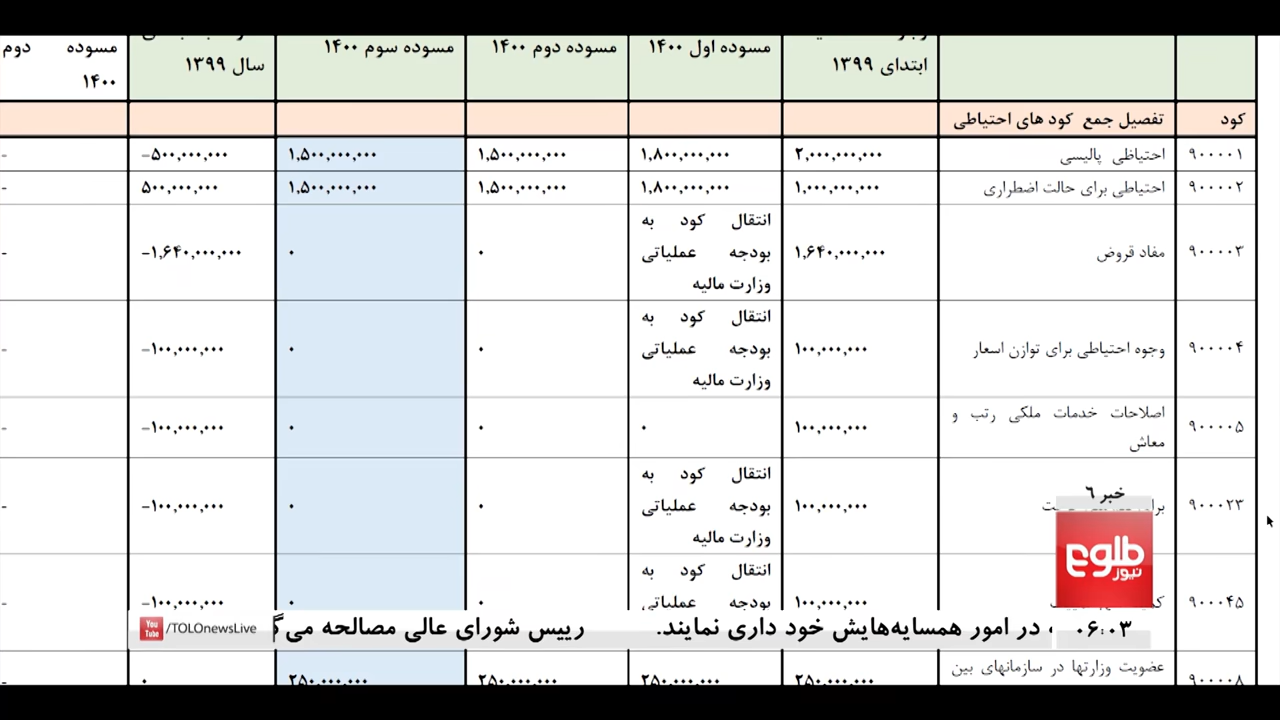 کود
ابتدای ۱۳۹۹
مسوده اول ۱۴۰۰
مسوده دوم ۱۴۰۰
مسوده سوم ۱۴۰۰
سال ۱۳۹۹
مسوده دوم
۱۴۰۰
تفصیل جمع کود های احتیاطی
۹۰۰۰۰۱ احتیاظی پالیسی ۲,۰۰۰,۰۰۰,۰۰۰ ۱,۸۰۰,۰۰۰,۰۰۰ ۱,۵۰۰,۰۰۰,۰۰۰ ۱,۵۰۰,۰۰۰,۰۰۰ -۵۰۰,۰۰۰,۰۰۰ -
۹۰۰۰۰۲ احتیاطی برای حالت اضطراری ۱,۰۰۰,۰۰۰,۰۰۰ ۱,۸۰۰,۰۰۰,۰۰۰ ۱,۵۰۰,۰۰۰,۰۰۰ ۱,۵۰۰,۰۰۰,۰۰۰ ۵۰۰,۰۰۰,۰۰۰ -
۹۰۰۰۰۳ مفاد قروض ۱,۶۴۰,۰۰۰,۰۰۰
انتقال کود به
بودجه عملیاتی
وزارت مالیه
۰ ۰ -۱,۶۴۰,۰۰۰,۰۰۰ -
۹۰۰۰۰۴ وجوه احتیاطی برای توازن اسعار ۱۰۰,۰۰۰,۰۰۰
انتقال کود به
بودجه عملیاتی
وزارت مالیه
۰ ۰ -۱۰۰,۰۰۰,۰۰۰ -
۹۰۰۰۰۵ اصلاحات خدمات ملکی رتب و
معاش
۱۰۰,۰۰۰,۰۰۰ ۰ ۰ ۰ -۱۰۰,۰۰۰,۰۰۰ -
۹۰۰۰۲۳ ۱۰۰,۰۰۰,۰۰۰
انتقال کود به
بودجه عملیاتی
وزارت مالیه
۰ ۰ -۱۰۰,۰۰۰,۰۰۰ -
۹۰۰۰۴۵ ۱۰۰,۰۰۰,۰۰۰
انتقال کود به
بودجه عملیاتی
۰ ۰ -۱۰۰,۰۰۰,۰۰۰ -
۹۰۰۰۰۸ عضویت وزارتها در سازمانهای بین
۲۵۰,۰۰۰,۰۰۰ ۲۵۰,۰۰۰,۰۰۰ ۲۵۰,۰۰۰,۰۰۰ ۲۵۰,۰۰۰,۰۰۰ ۰ -
خبر ۶
طلوع
نیوز
۰۶:۰۳
در امور همسایه‌هایش خود داری نمایند.
رییس شورای عالی مصالحه
You Tube /TOLOnewsLive